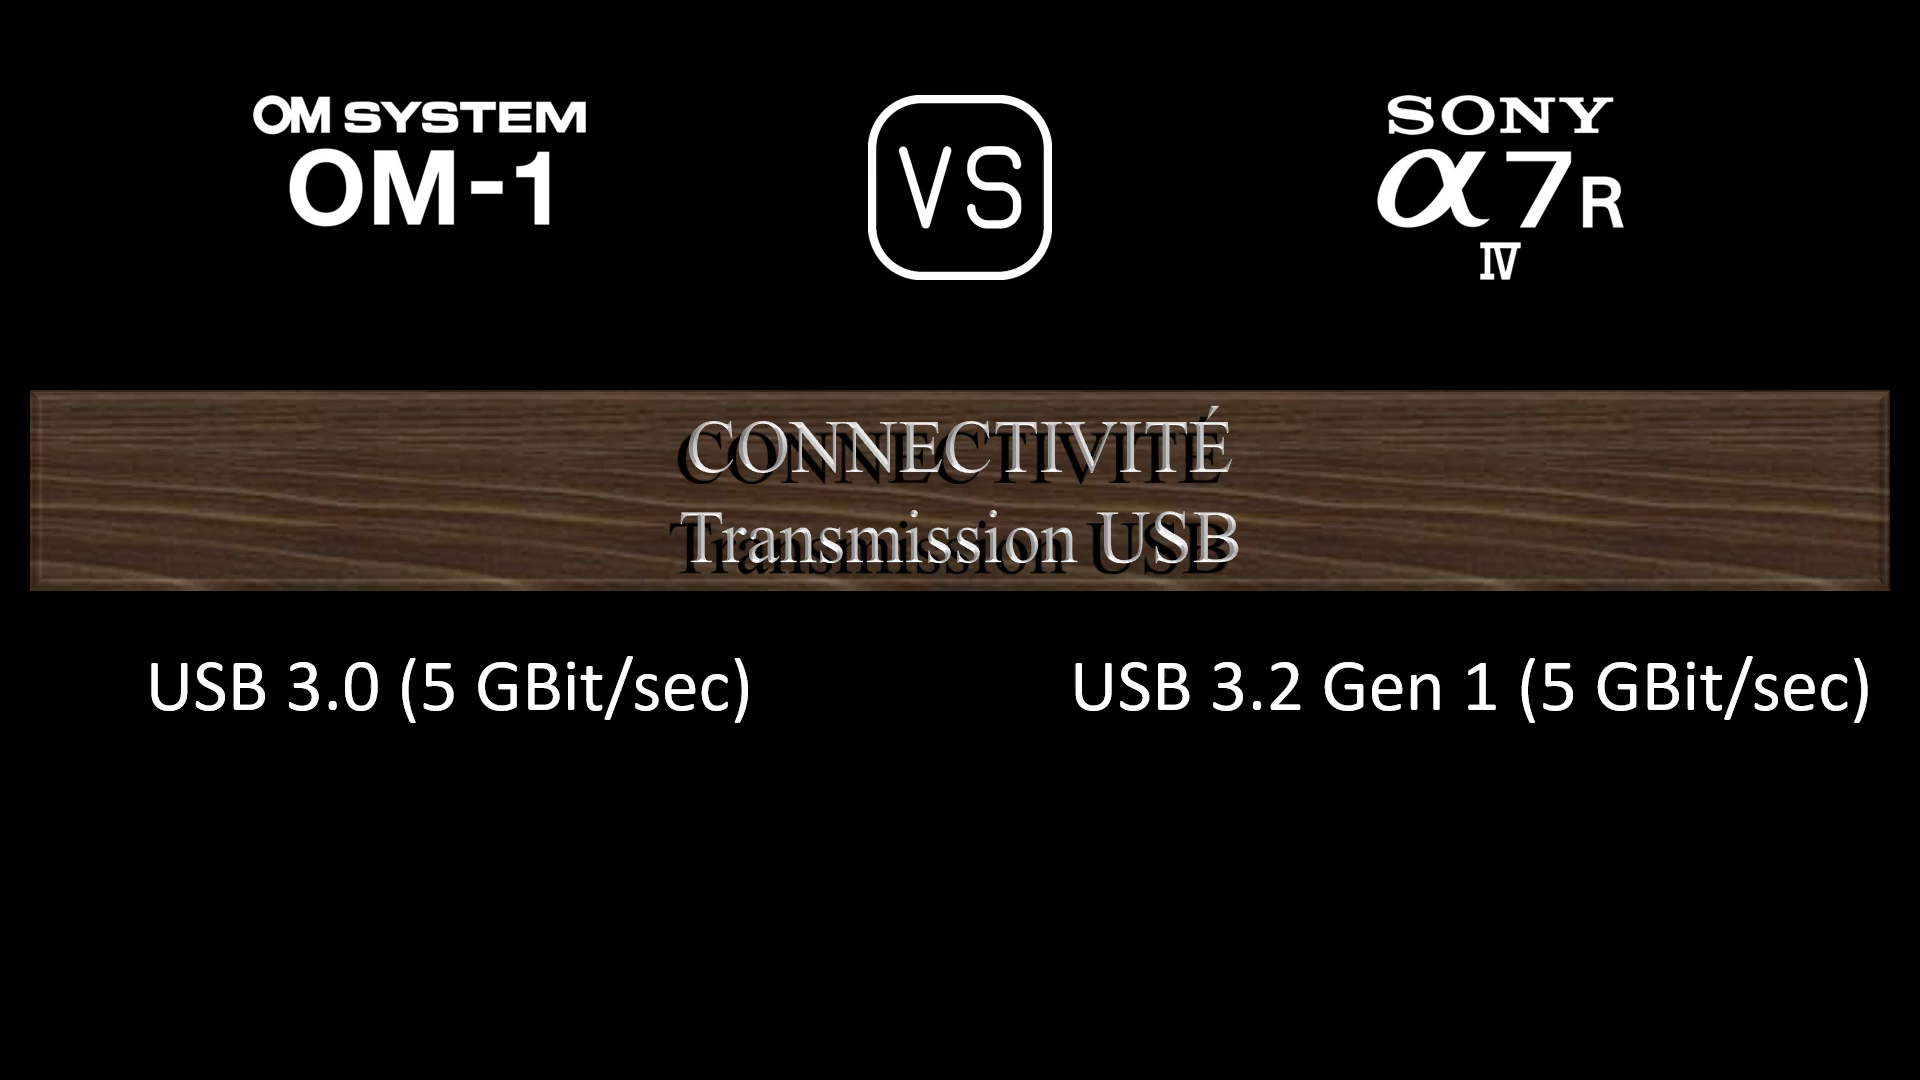 OM SYSTEM
OM-1
VS
SONY
α7R
IV
CONNECTIVITÉ
Transmission USB
USB 3.0 (5 GBit/sec)
USB 3.2 Gen 1 (5 GBit/sec)